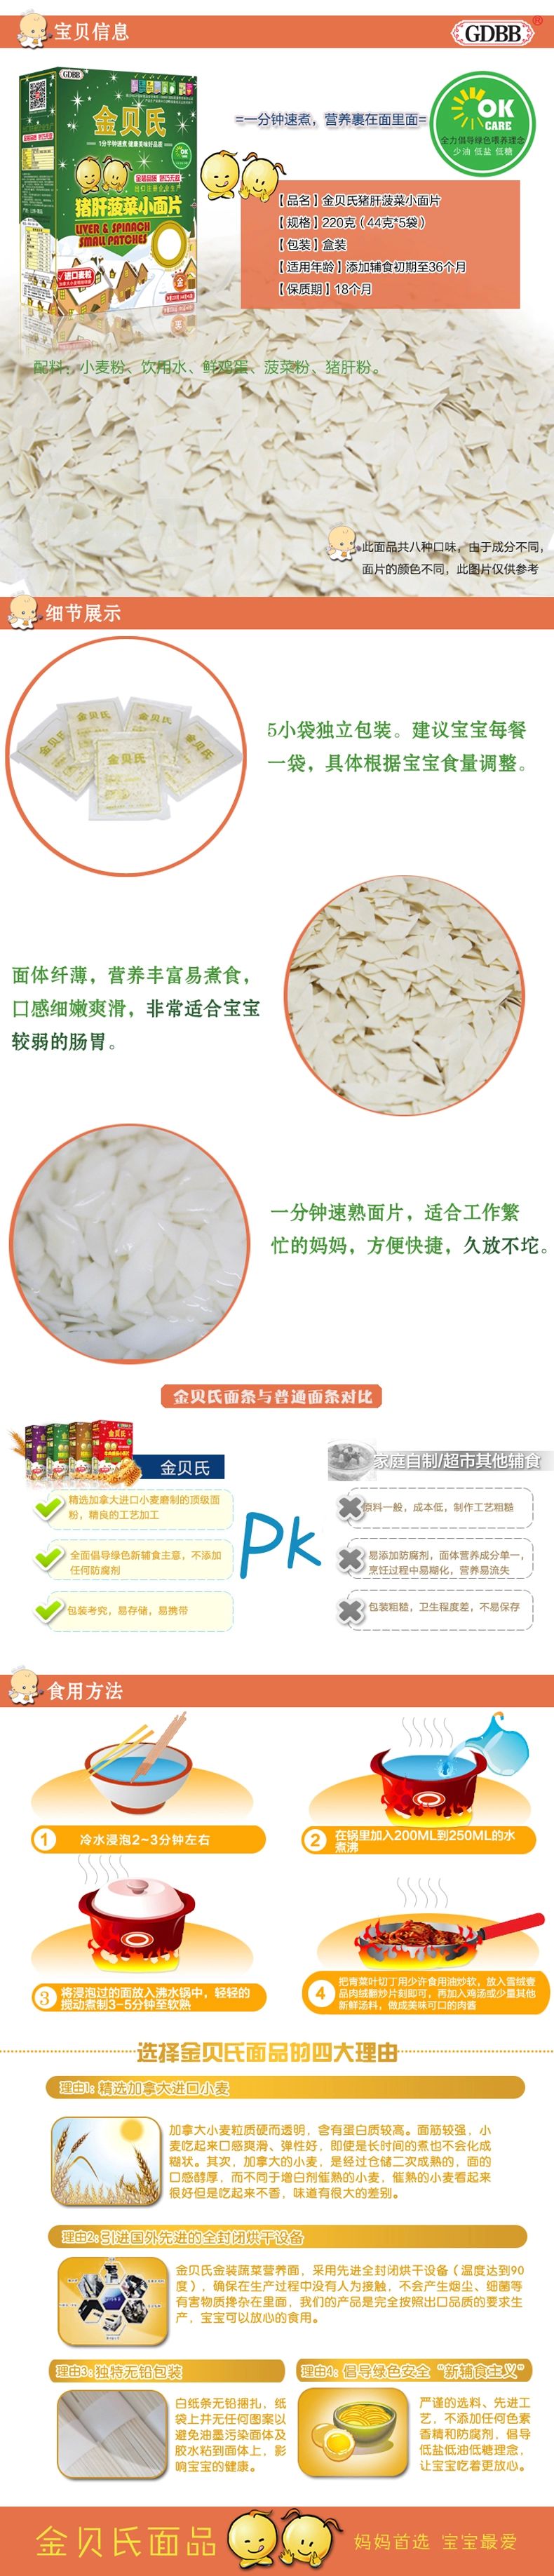 宝贝信息
GDBB
GDBB
金贝氏
猪肝菠菜小面片
LIVER & SPINACH
SMALL PATCHES
=一分钟速煮，营养裹在面里面=
OK
CARE
全力倡导绿色喂养理念
少油 低盐 低糖
【品名】金贝氏猪肝菠菜小面片
【规格】220克（44克*5袋）
【包装】盒装
【适用年龄】添加辅食初期至36个月
【保质期】18个月
配料：小麦粉、饮用水、鲜鸡蛋、菠菜粉、猪肝粉。
此面品共八种口味，由于成分不同，
面片的颜色不同，此图片仅供参考
细节展示
金贝氏
5小袋独立包装。建议宝宝每餐
一袋，具体根据宝宝食量调整。
面体纤薄，营养丰富易煮食，
口感细嫩爽滑，非常适合宝宝
较弱的肠胃。
一分钟速熟面片，适合工作繁
忙的妈妈，方便快捷，久放不坨。
金贝氏面条与普通面条对比
金贝氏
家庭自制/超市其他辅食
精选加拿大进口小麦磨制的顶级面
粉，精良的工艺加工
全面倡导绿色新辅食主意，不添加
任何防腐剂
包装考究，易存储，易携带
Pk
原料一般，成本低，制作工艺粗糙
易添加防腐剂，面体营养成分单一，
烹饪过程中易糊化，营养易流失
包装粗糙，卫生程度差，不易保存
食用方法
1 冷水浸泡2~3分钟左右
2 在锅里加入200ML到250ML的水
煮沸
3 将浸泡过的面放入沸水锅中，轻轻的
搅动煮制3-5分钟至软熟
4 把青菜叶切丁用少许食用油炒软，放入雪绒壹
品肉绒翻炒片刻即可，再加入鸡汤或少量其他
新鲜汤料，做成美味可口的肉酱
选择金贝氏面品的四大理由
理由1：精选加拿大进口小麦
加拿大小麦粒质硬而透明，含有蛋白质较高。面筋较强，小
麦吃起来口感爽滑、弹性好，即使是长时间的煮也不会化成
糊状。其次，加拿大的小麦，是经过仓储二次成熟的，面的
口感醇厚，而不同于增白剂催熟的小麦，催熟的小麦看起来
很好但是吃起来不香，味道有很大的差别。
理由2：引进国外先进的全封闭烘干设备
金贝氏金装蔬菜营养面，采用先进全封闭烘干设备（温度达到90
度），确保在生产过程中没有人为接触，不会产生烟尘、细菌等
有害物质搀杂在里面，我们的产品是完全按照出口品质的要求生
产，宝宝可以放心的食用。
理由3：独特无铅包装
白纸条无铅捆扎，纸
袋上并无任何图案以
避免油墨污染面体及
胶水粘到面体上，影
响宝宝的健康。
理由4：倡导绿色安全“新辅食主义”
严谨的选料、先进工
艺，不添加任何色素
香精和防腐剂，倡导
低盐低油低糖理念，
让宝宝吃着更放心。
金贝氏面品
妈妈首选 宝宝最爱